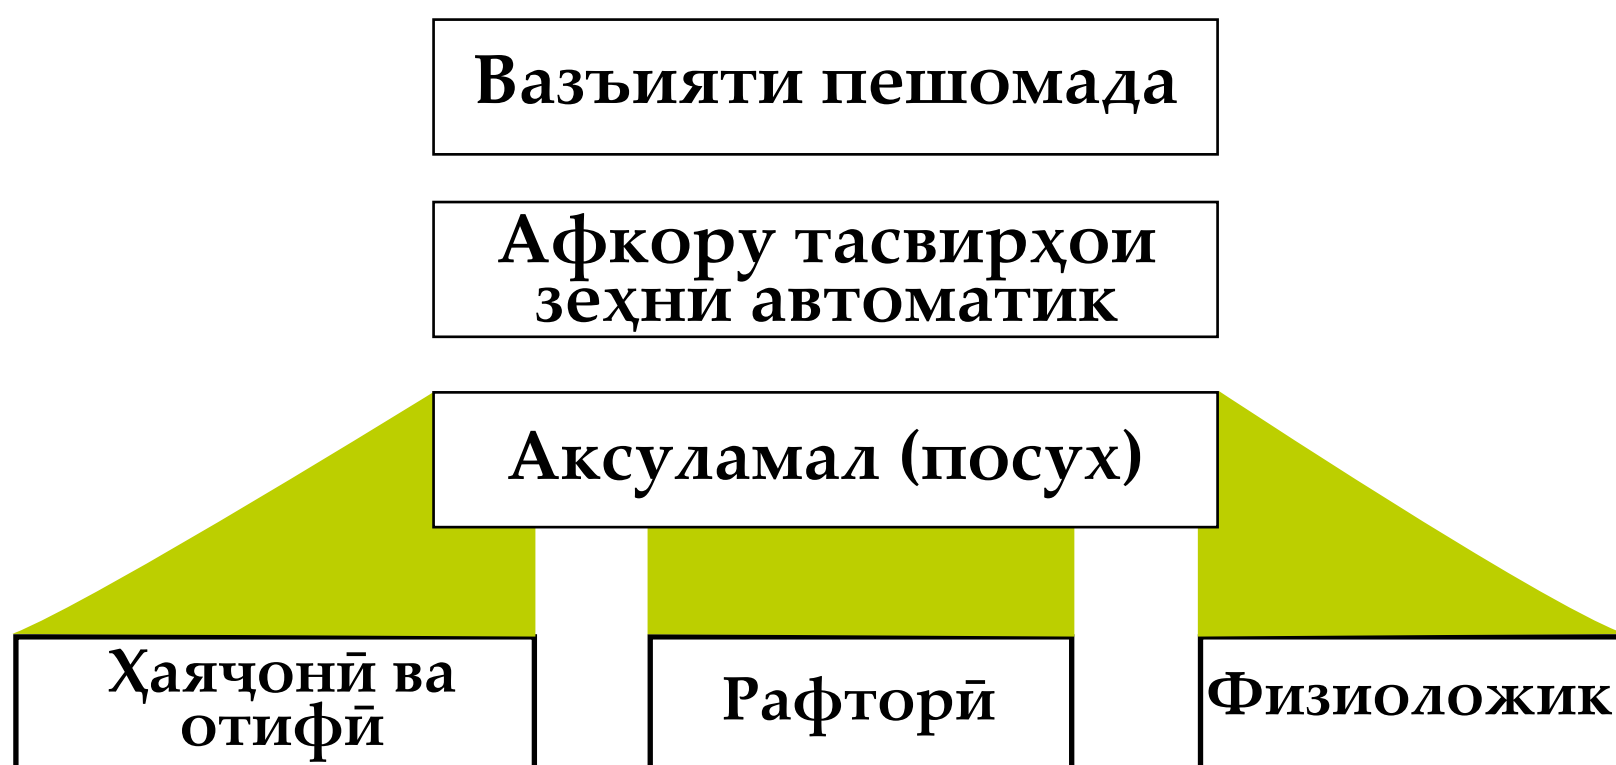 Вазъияти пешомада
Афкору тасвирҳои
зеҳни автоматик
Аксуламал (посух)
Ҳаяҷонӣ ва
отифӣ
Рафторӣ
Физиоложик